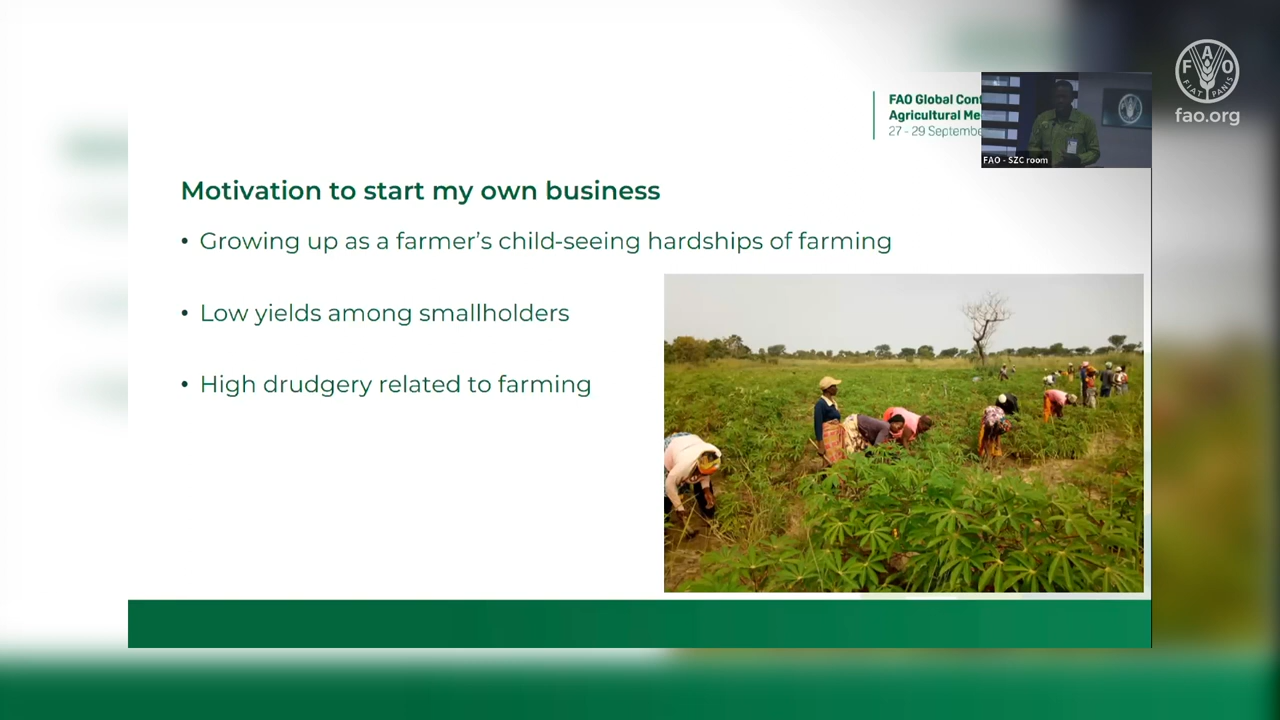 FAO Global Con
Agricultural Me
27 - 29 Septembe
FAO - SZC room
F A O
FIAT PANIS
fao.org
Motivation to start my own business
• Growing up as a farmer's child-seeing hardships of farming
• Low yields among smallholders
• High drudgery related to farming